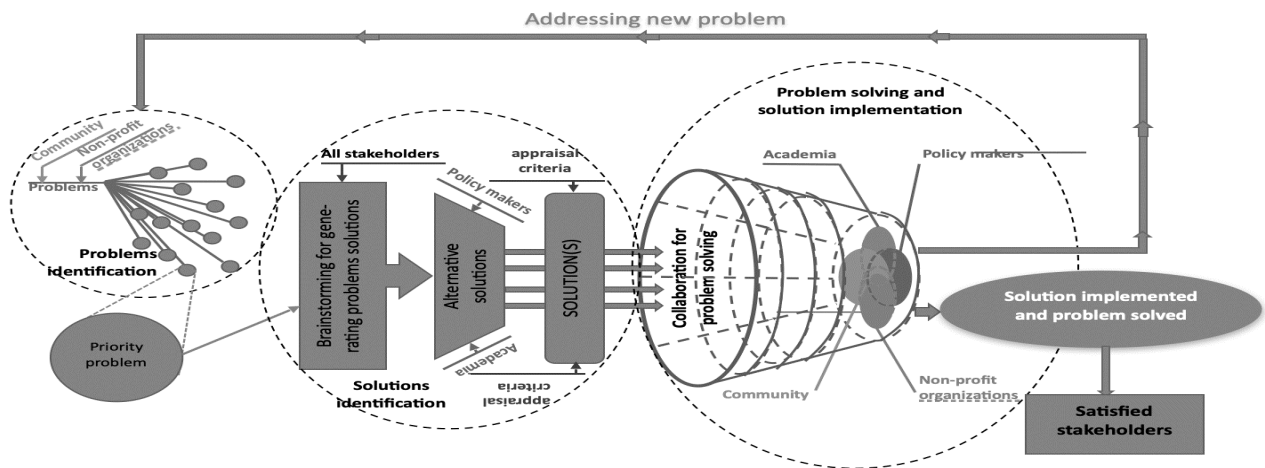 Addressing new problem
Community
Non-profit
organizations
Problems
Problems
identification
Priority
problem
All stakeholders
Brainstorming for gene-
rating problems solutions
Policy makers
Alternative
solutions
Academia
Solutions
identification
appraisal
criteria
SOLUTION(S)
appraisal
criteria
Problem solving and
solution implementation
Academia
Policy makers
Collaboration for
problem solving
Community
Non-profit
organizations
Solution implemented
and problem solved
Satisfied
stakeholders